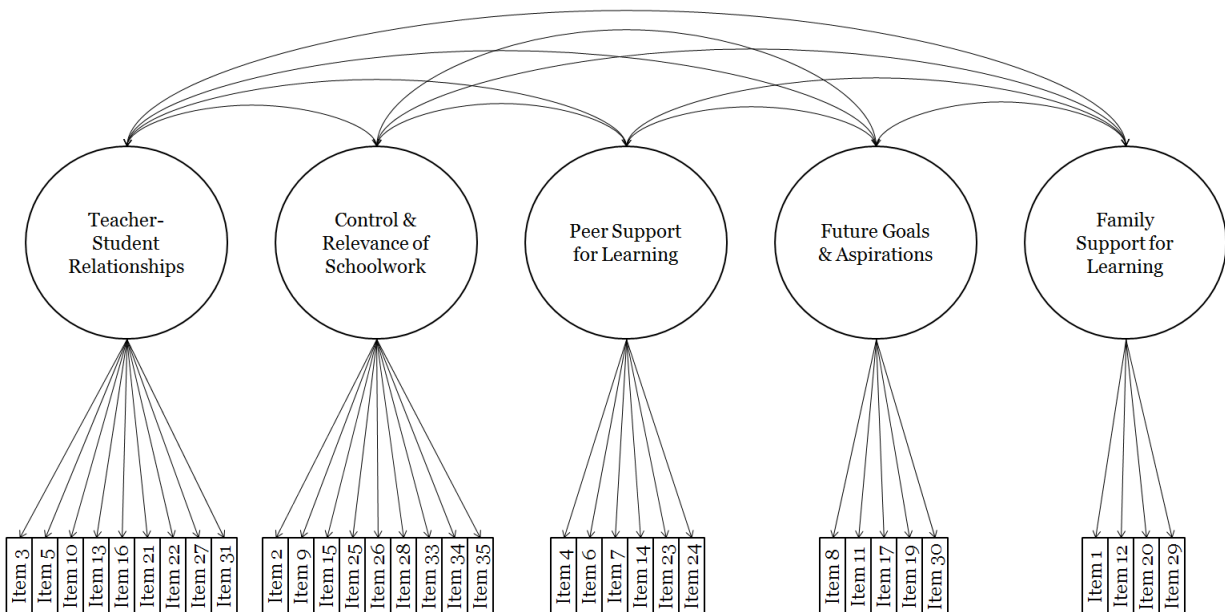 Teacher-
Student
Relationships
Control &
Relevance of
Schoolwork
Peer Support
for Learning
Future Goals
& Aspirations
Family
Support for
Learning
Item 3
Item 5
Item 10
Item 13
Item 16
Item 21
Item 22
Item 27
Item 31
Item 2
Item 9
Item 15
Item 25
Item 26
Item 28
Item 33
Item 34
Item 35
Item 4
Item 6
Item 7
Item 14
Item 23
Item 24
Item 8
Item 11
Item 17
Item 19
Item 30
Item 1
Item 12
Item 20
Item 29